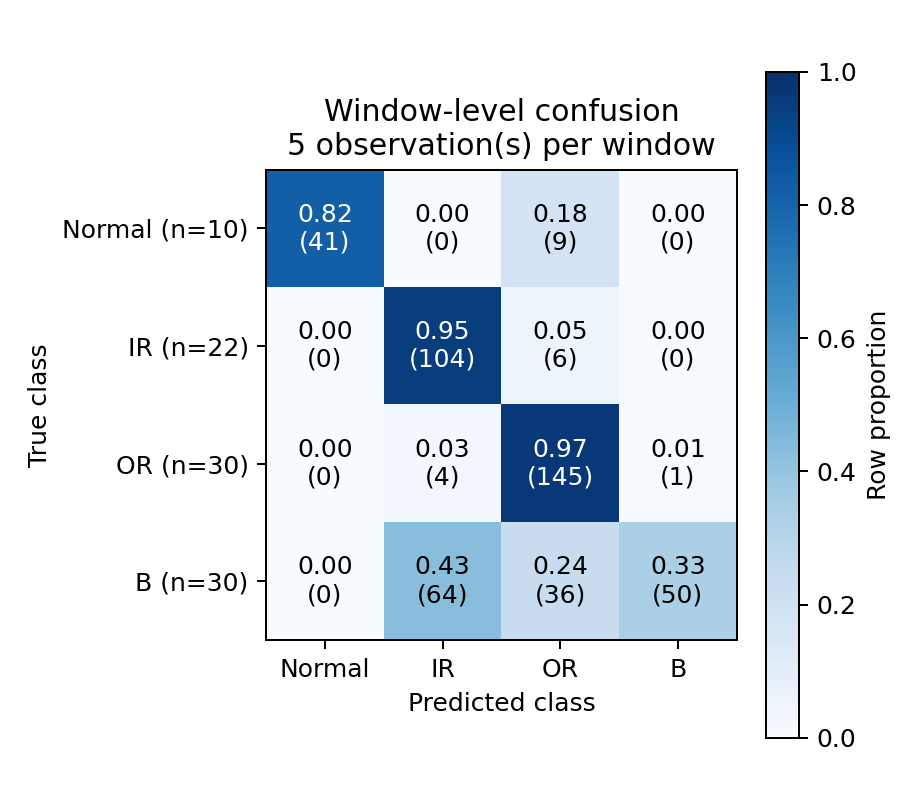 Window-level confusion
5 observation(s) per window
1.0
0.8
0.6
0.4
0.2
0.0
Row proportion
True class
Normal (n=10)
0.82
(41)
0.00
(0)
0.18
(9)
0.00
(0)
IR (n=22)
0.00
(0)
0.95
(104)
0.05
(6)
0.00
(0)
OR (n=30)
0.00
(0)
0.03
(4)
0.97
(145)
0.01
(1)
B (n=30)
0.00
(0)
0.43
(64)
0.24
(36)
0.33
(50)
Normal
IR
OR
B
Predicted class